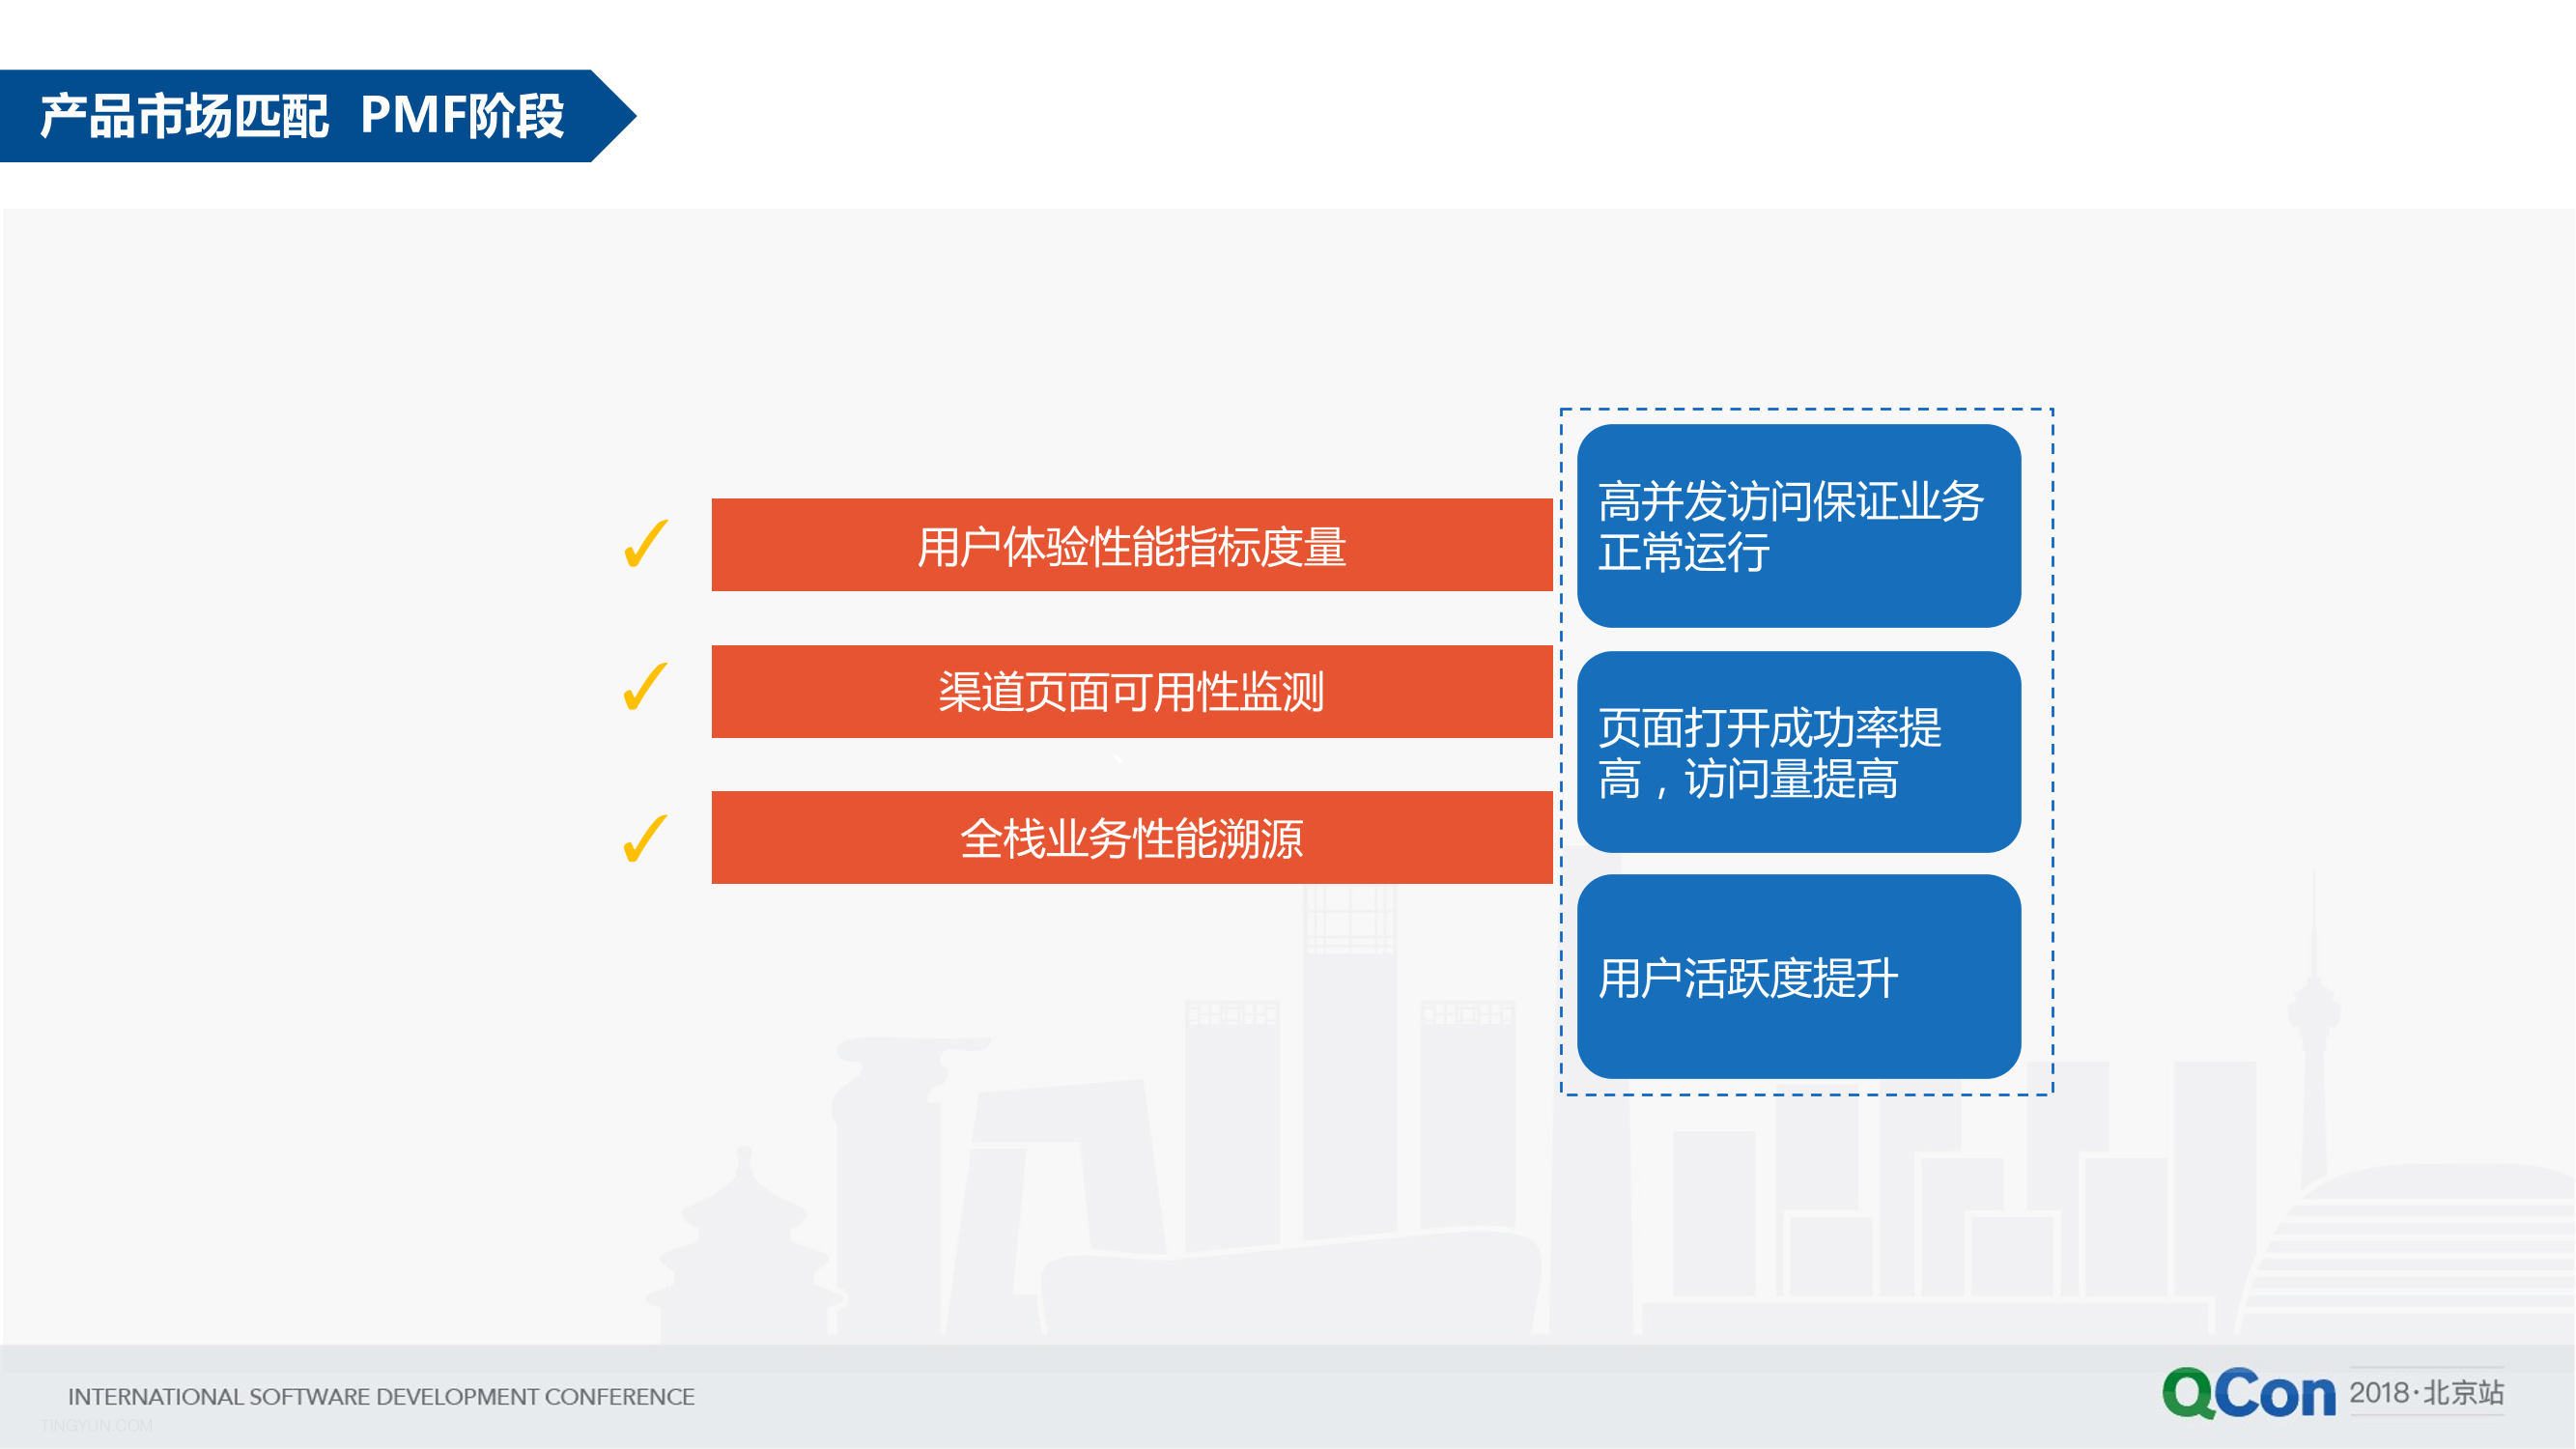 产品市场匹配 PMF阶段
用户体验性能指标度量
渠道页面可用性监测
、
全栈业务性能溯源
高并发访问保证业务
正常运行
页面打开成功率提
高，访问量提高
用户活跃度提升
INTERNATIONAL SOFTWARE DEVELOPMENT CONFERENCE
TINGYUN.COM
QCon 2018·北京站